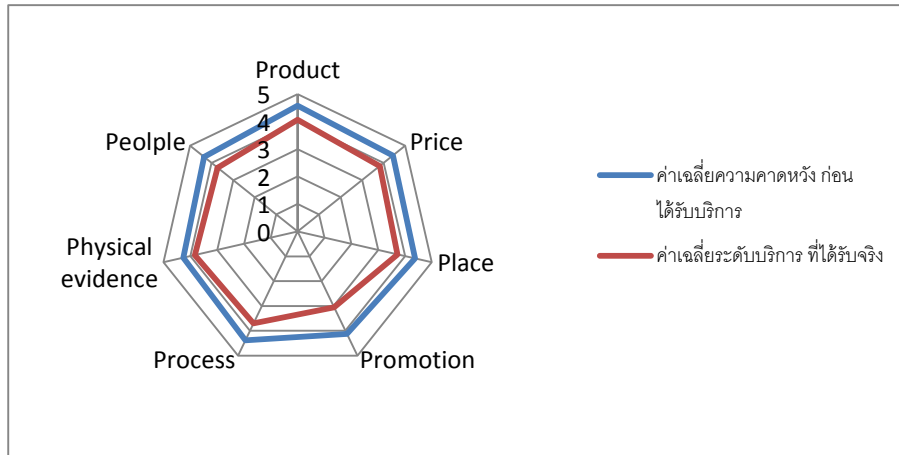 Product
5
4
3
2
1
0
Price
Place
Promotion
Process
Physical
evidence
Peolple
ค่าเฉลี่ยความคาดหวัง ก่อน
ได้รับบริการ
ค่าเฉลี่ยระดับบริการ ที่ได้รับจริง